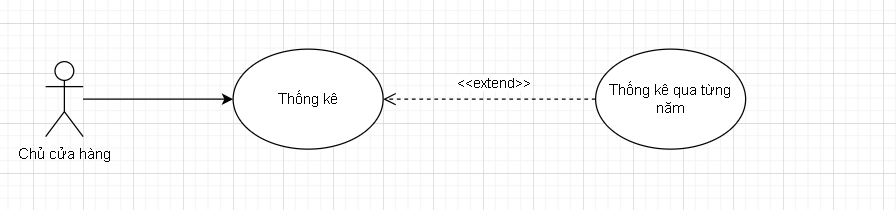 <<extend>>
Thống kê
Thống kê qua từng
năm
Chủ cửa hàng